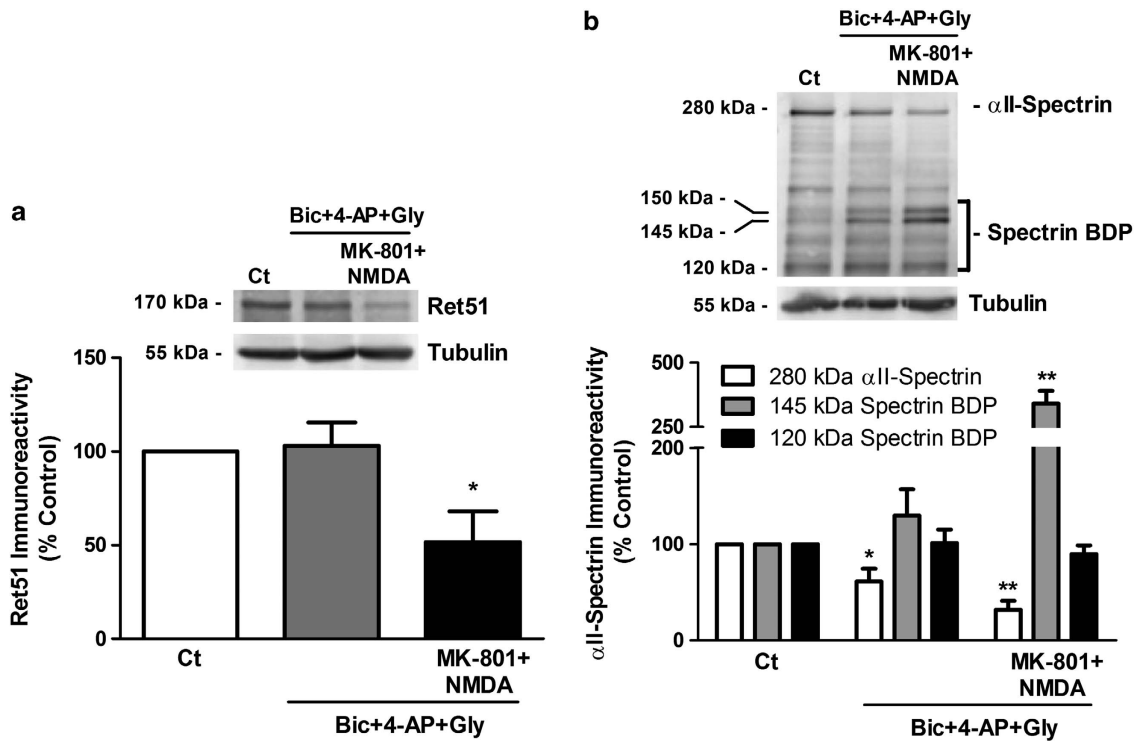 a
Bic+4-AP+Gly
MK-801+
Ct NMDA
170 kDa - Ret51
55 kDa - Tubulin
150
100
50
0
Ret51 Immunoreactivity
(% Control)
Ct
MK-801+
NMDA
Bic+4-AP+Gly
*
b
Bic+4-AP+Gly
MK-801+
Ct NMDA
280 kDa - - αII-Spectrin
150 kDa
145 kDa
- Spectrin BDP
120 kDa -
55 kDa - Tubulin
500
250
200
100
0
αII-Spectrin Immunoreactivity
(% Control)
280 kDa αII-Spectrin
145 kDa Spectrin BDP
120 kDa Spectrin BDP
*
**
**
Ct
MK-801+
NMDA
Bic+4-AP+Gly